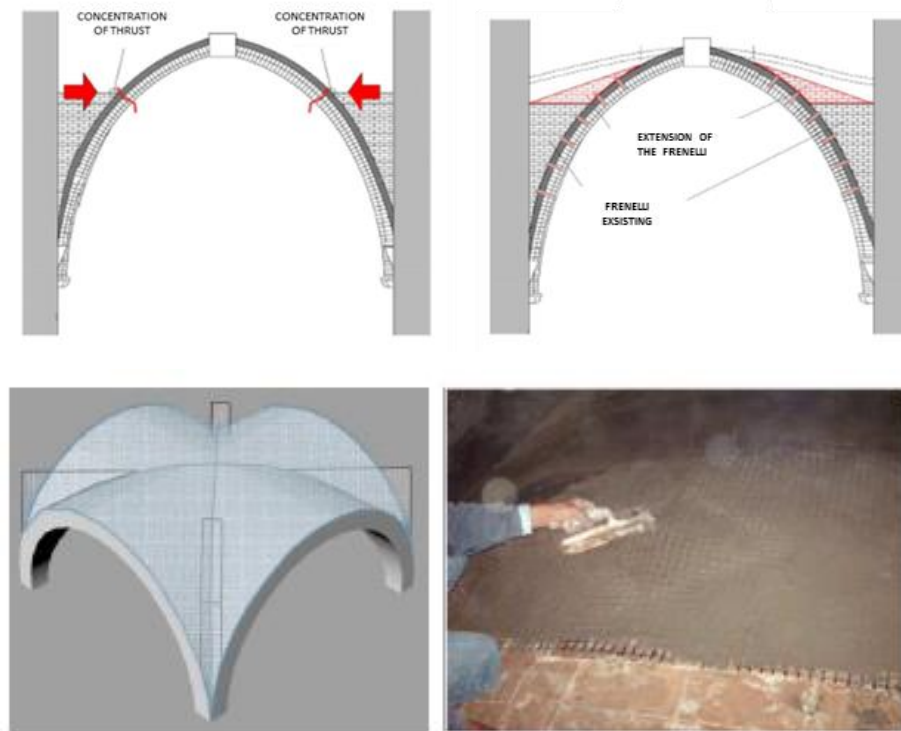 CONCENTRATION
OF THRUST
CONCENTRATION
OF THRUST
EXTENSION OF
THE FRENELLI
FRENELLI
EXSISTING